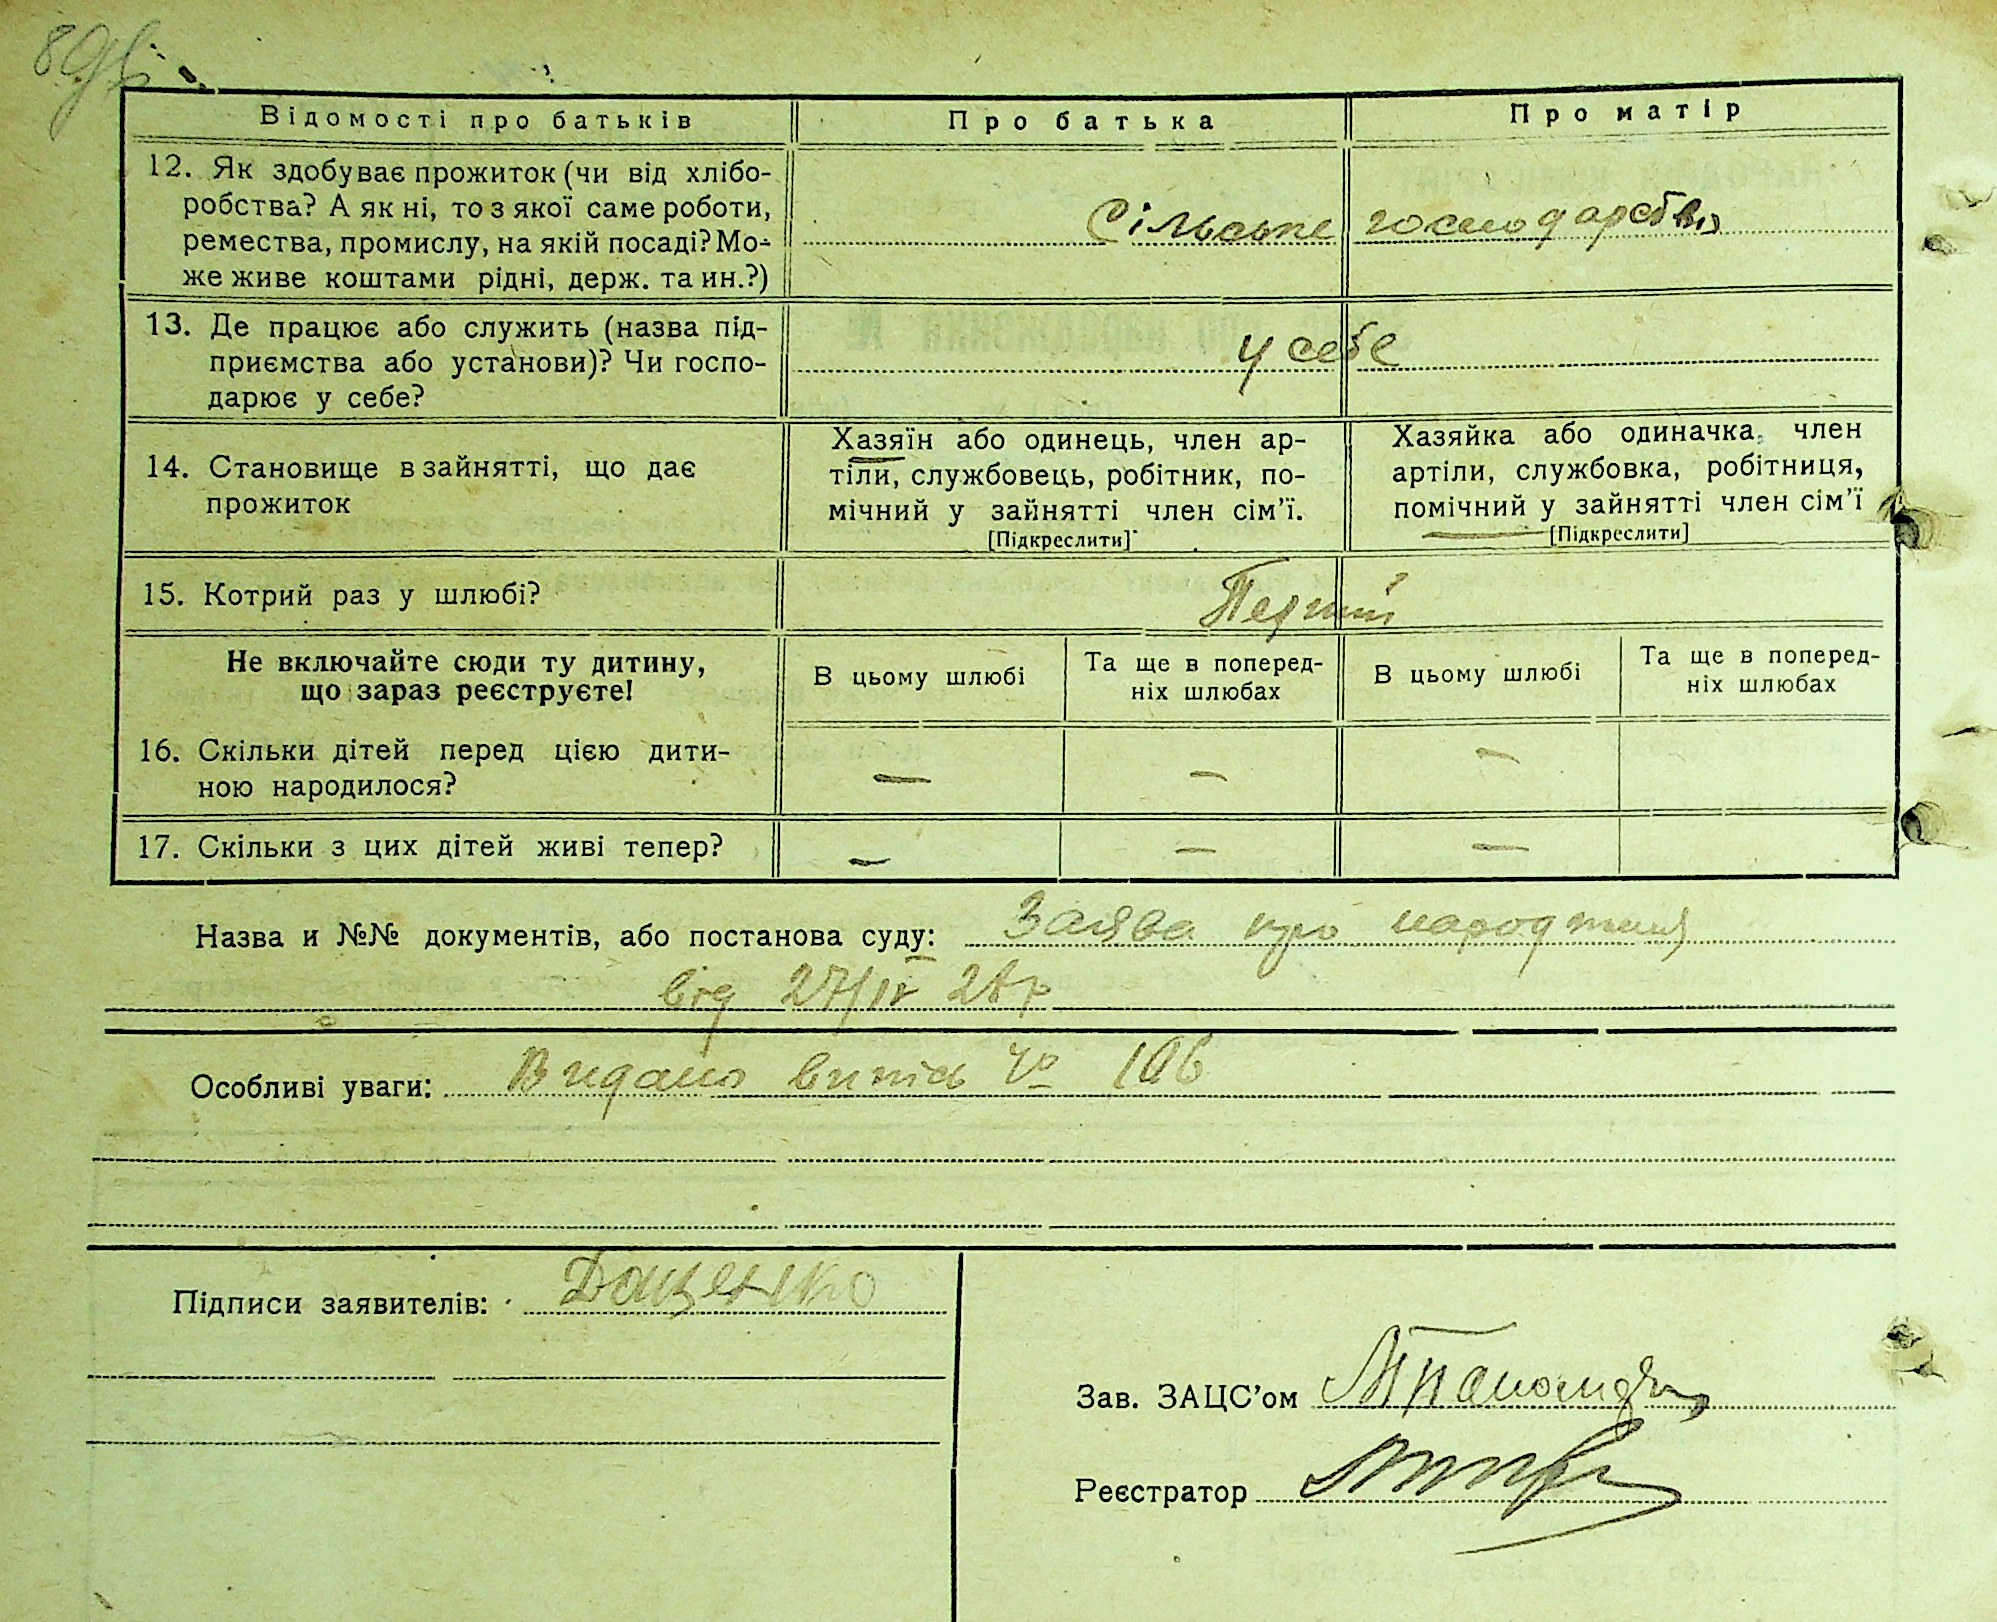 Відомості про батьків
Про батька
Про матір
12. Як здобуває прожиток (чи від хлібо-
робства? А як ні, то з якої саме роботи,
ремества, промислу, на якій посаді? Мо-
же живе коштами рідні, держ. та ин.?)
Сільське господарство
13. Де працює або служить (назва під-
приємства або установи)? Чи госпо-
дарює у себе?
у себе
14. Становище в зайнятті, що дає
прожиток
Хазяїн або одинець, член ар-
тіли, службовець, робітник, по-
мічний у зайнятті член сім'ї.
[Підкреслити]
Хазяйка або одиначка, член
артіли, службовка, робітниця,
помічний у зайнятті член сім'ї
[Підкреслити]
15. Котрий раз у шлюбі?
Перший
Не включайте сюди ту дитину,
що зараз реєструєте!
В цьому шлюбі
Та ще в поперед-
ніх шлюбах
В цьому шлюбі
Та ще в поперед-
ніх шлюбах
16. Скільки дітей перед цією дити-
ною народилося?
— — —
17. Скільки з цих дітей живі тепер?
— — —
Назва и №№ документів, або постанова суду: Заява про народження
від 27/IV 28 р
Особливі уваги: Видано випись № 106
Підписи заявителів: Даценко
Зав. ЗАЦС'ом
Реєстратор